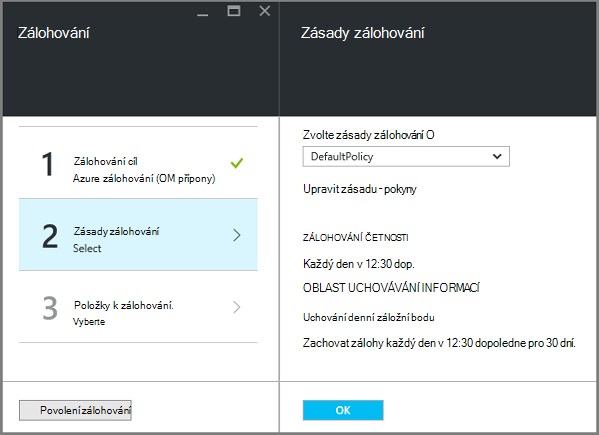 Zálohování
1
Zálohování cíl
Azure zálohování (OM přípony)
2
Zásady zálohování
Select
3
Položky k zálohování.
Vyberte
Povolení zálohování
Zásady zálohování
Zvolte zásady zálohování O
DefaultPolicy
Upravit zásadu - pokyny
ZÁLOHOVÁNÍ ČETNOSTI
Každý den v 12:30 dop.
OBLAST UCHOVÁVÁNÍ INFORMACÍ
Uchování denní záložní bodu
Zachovat zálohy každý den v 12:30 dopoledne pro 30 dní.
OK